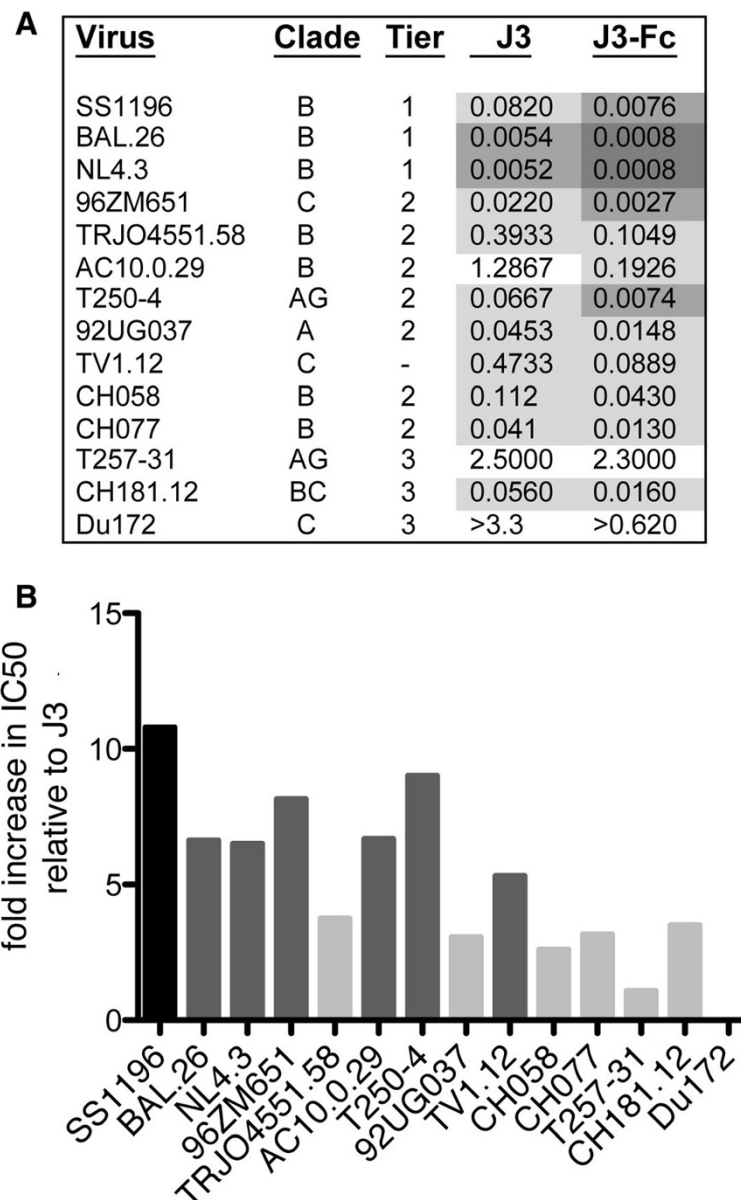 A
Virus Clade Tier J3 J3-Fc
SS1196 B 1 0.0820 0.0076
BAL.26 B 1 0.0054 0.0008
NL4.3 B 1 0.0052 0.0008
96ZM651 C 2 0.0220 0.0027
TRJO4551.58 B 2 0.3933 0.1049
AC10.0.29 B 2 1.2867 0.1926
T250-4 AG 2 0.0667 0.0074
92UG037 A 2 0.0453 0.0148
TV1.12 C - 0.4733 0.0889
CH058 B 2 0.112 0.0430
CH077 B 2 0.041 0.0130
T257-31 AG 3 2.5000 2.3000
CH181.12 BC 3 0.0560 0.0160
Du172 C 3 >3.3 >0.620
B
fold increase in IC50
relative to J3
15
10
5
0
SS1196
BAL.26
NL4.3
96ZM651
TRJO4551.58
AC10.0.29
T250-4
92UG037
TV1.12
CH058
CH077
T257-31
CH181.12
Du172